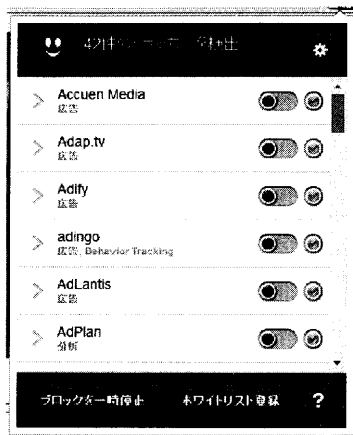 Accuen Media
広告
Adap.tv
広告
Adify
広告
adingo
広告, Behavior Tracking
AdLantis
広告
AdPlan
分析
ブロック一時停止
ホワイトリスト登録
?